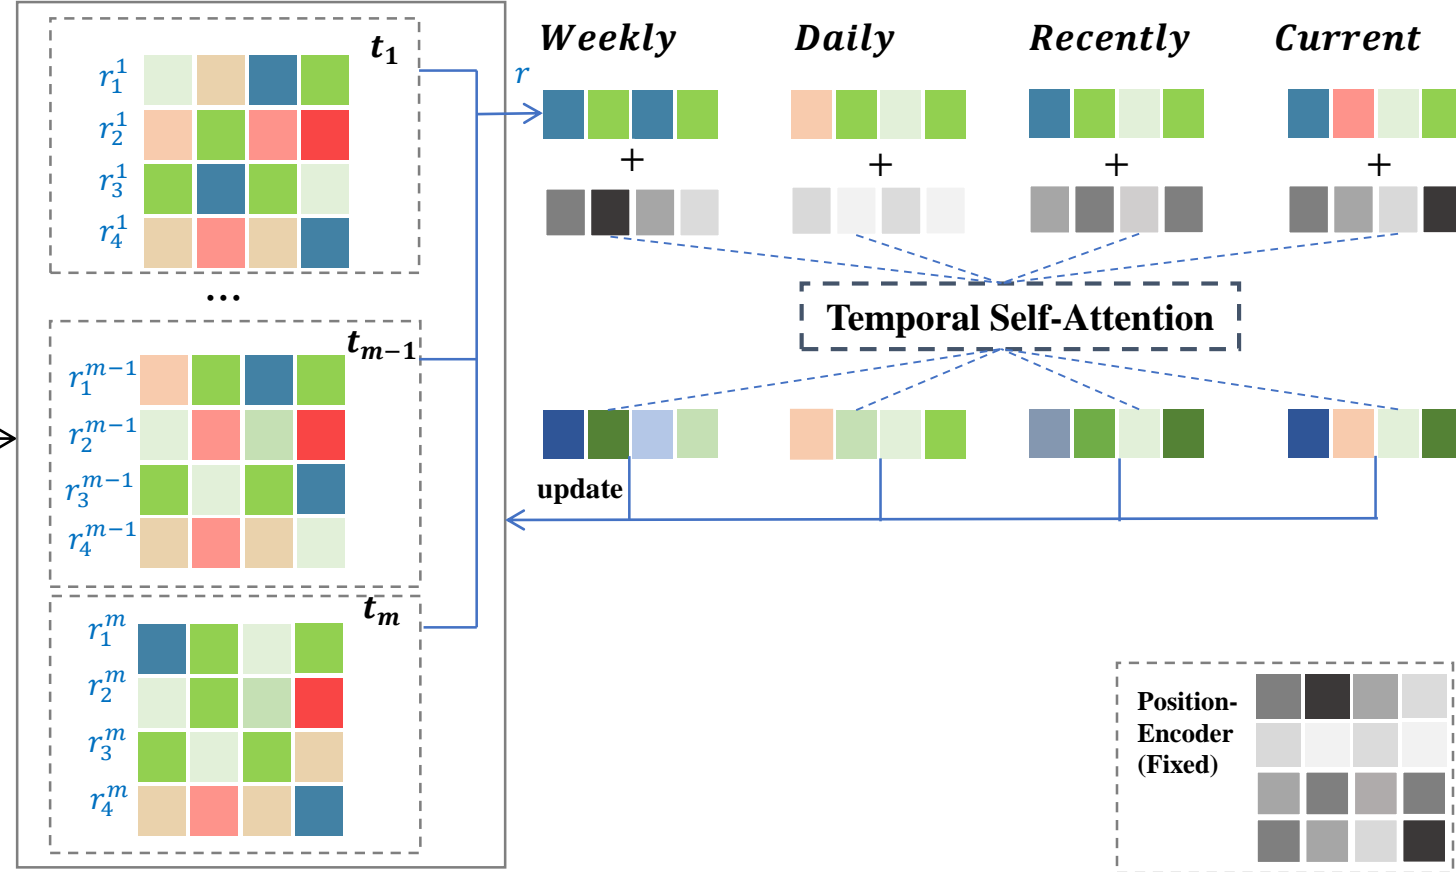 t₁
r₁¹
r₂¹
r₃¹
r₄¹
...
tₘ₋₁
r₁ᵐ⁻¹
r₂ᵐ⁻¹
r₃ᵐ⁻¹
r₄ᵐ⁻¹
tₘ
r₁ᵐ
r₂ᵐ
r₃ᵐ
r₄ᵐ
r
Weekly Daily Recently Current
+ + + +
Temporal Self-Attention
update
Position-
Encoder
(Fixed)